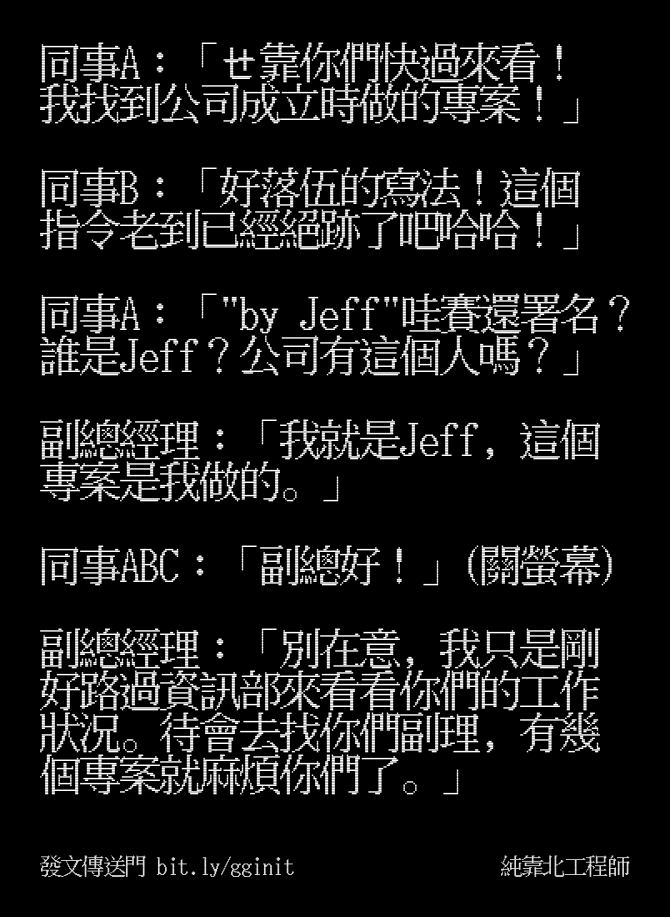 同事A：「ㄝ靠你們快過來看！
我找到公司成立時做的專案！」
同事B：「好落伍的寫法！這個
指令老到已經絕跡了吧哈哈！」
同事A：「"by Jeff"哇賽還署名？
誰是Jeff？公司有這個人嗎？」
副總經理：「我就是Jeff, 這個
專案是我做的。」
同事ABC：「副總好！」(關螢幕)
副總經理：「別在意, 我只是剛
好路過資訊部來看看你們的工作
狀況。待會去找你們副理, 有幾
個專案就麻煩你們了。」
發文傳送門 bit.ly/gginit
純靠北工程師